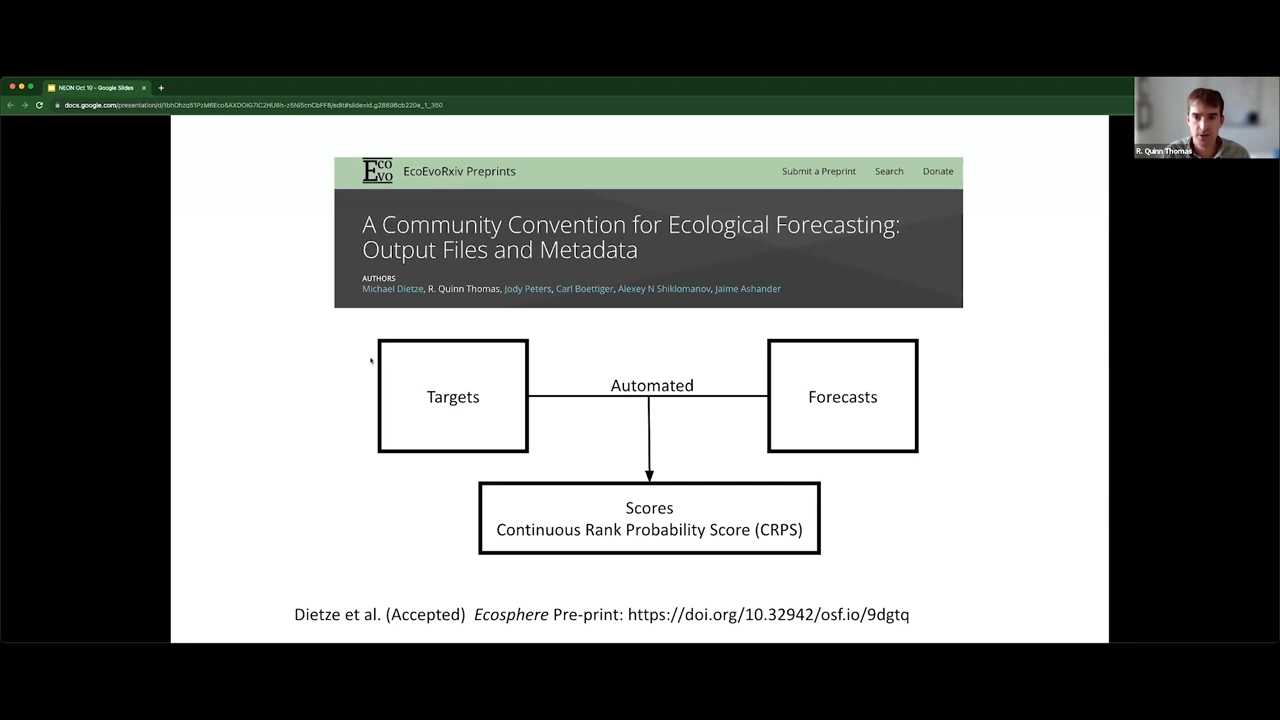 NEON Oct 10 - Google Slides
R. Quinn Thomas
Eco
Evo
EcoEvoRxiv Preprints
Submit a Preprint
Search
Donate
A Community Convention for Ecological Forecasting:
Output Files and Metadata
AUTHORS
Michael Dietze, R. Quinn Thomas, Jody Peters, Carl Boettiger, Alexey N Shiklomanov, Jaime Ashander
Targets
Automated
Forecasts
Scores
Continuous Rank Probability Score (CRPS)
Dietze et al. (Accepted) Ecosphere Pre-print: https://doi.org/10.32942/osf.io/9dgtq